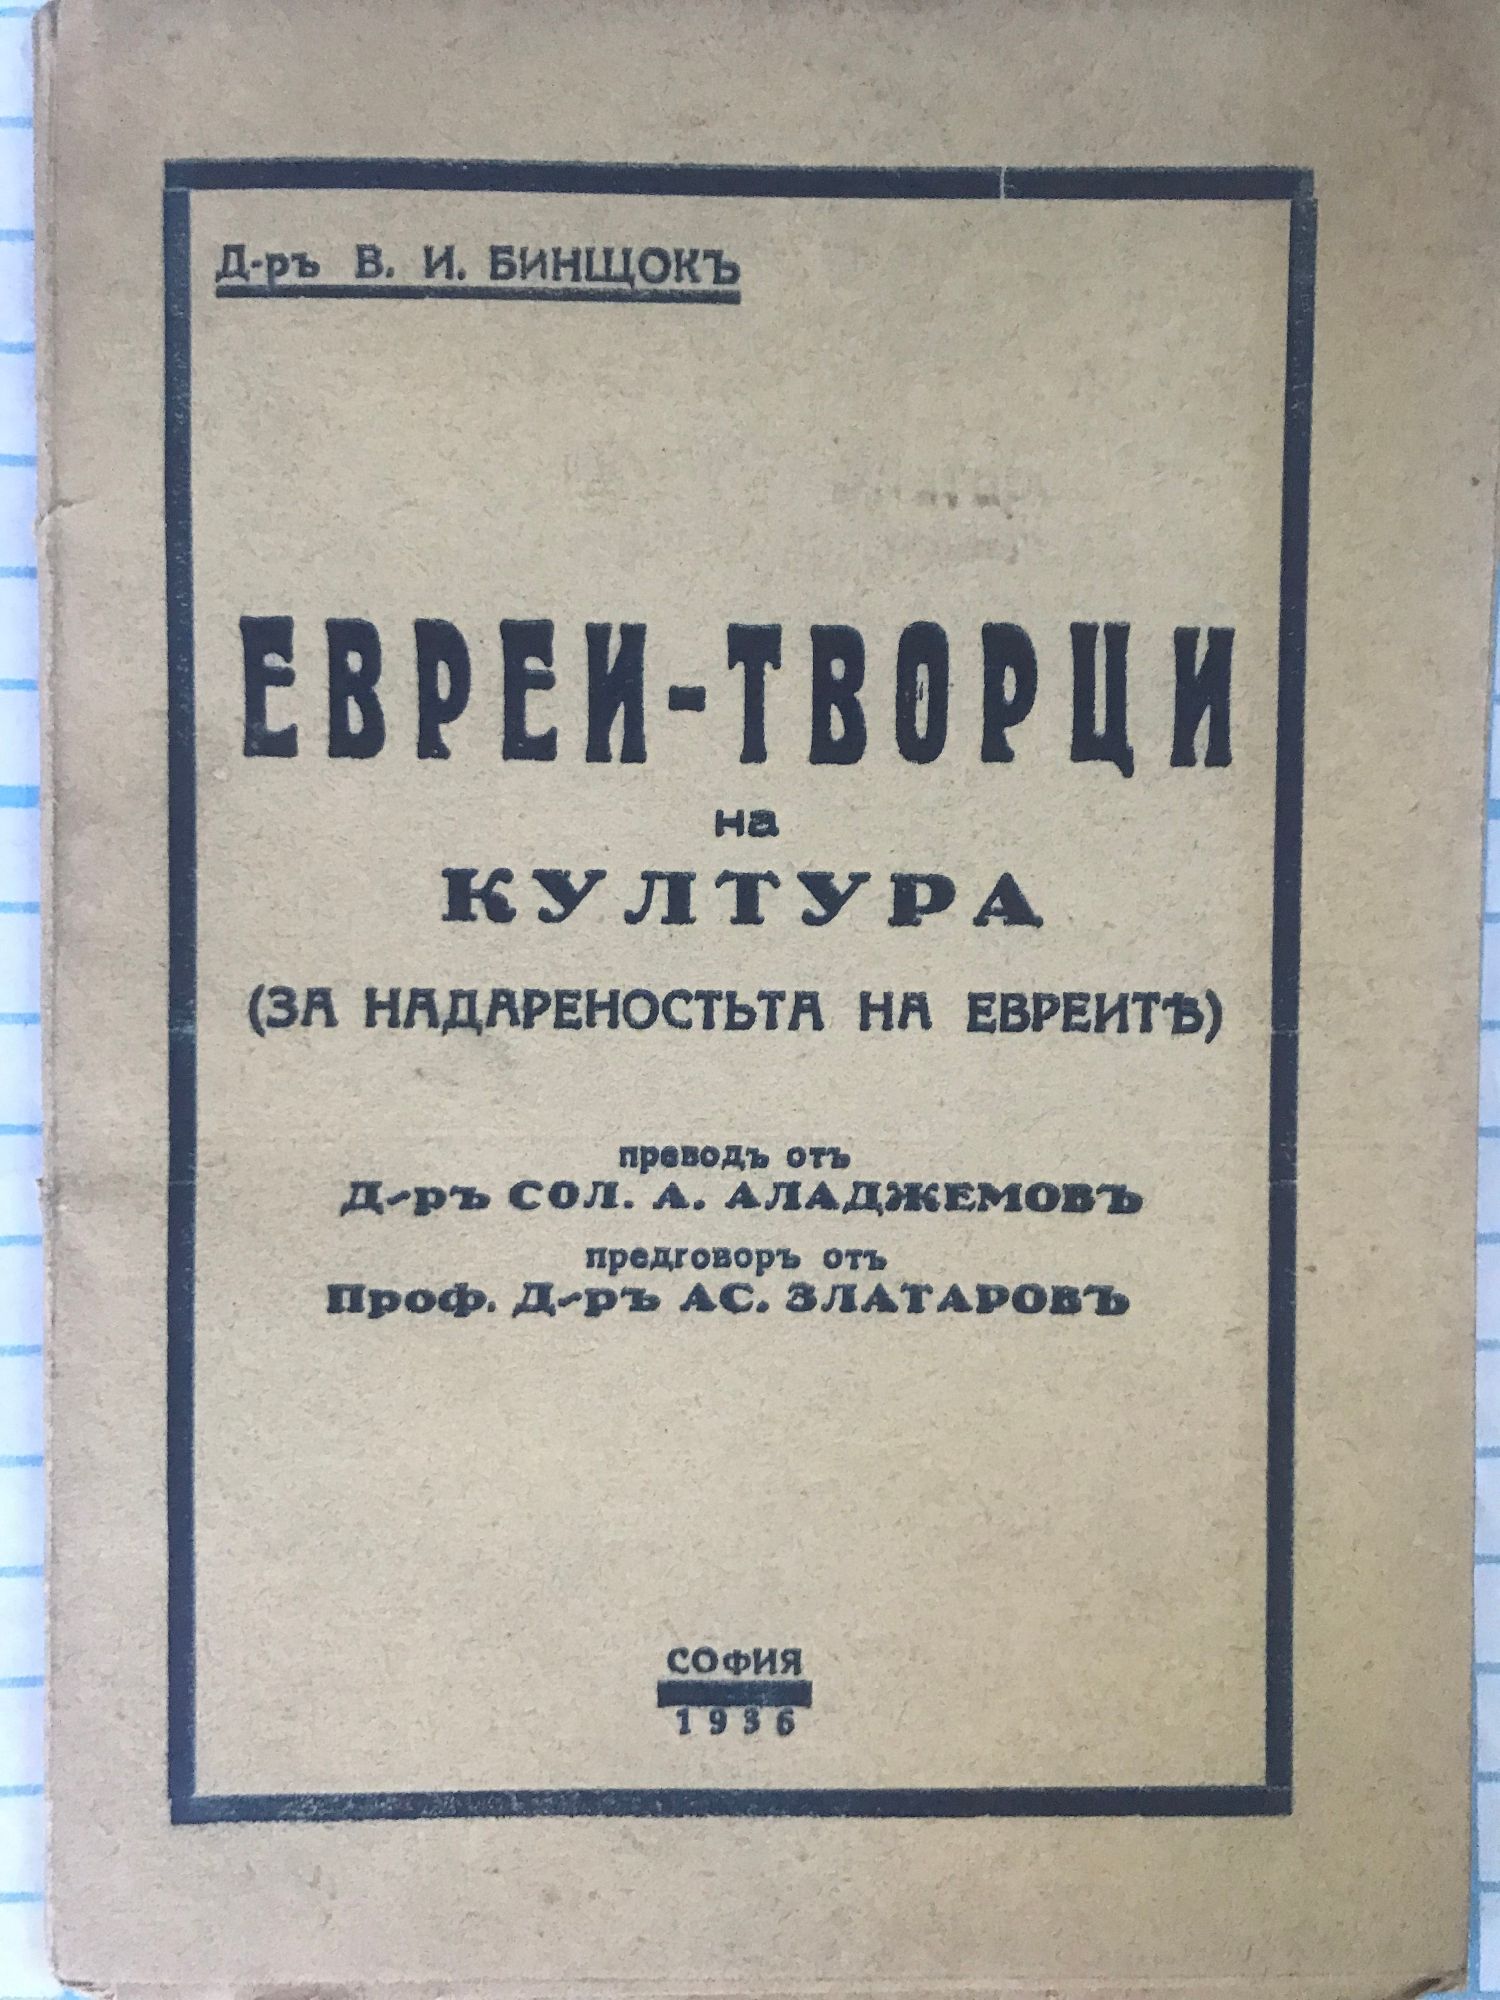 Д-ръ В. И. БИНЩОКЪ
ЕВРЕИ-ТВОРЦИ
на
КУЛТУРА
(ЗА НАДАРЕНОСТЬТА НА ЕВРЕИТѢ)
преводъ отъ
Д-ръ СОЛ. А. АЛАДЖЕМОВЪ
предговоръ отъ
Проф. Д-ръ АС. ЗЛАТАРОВЪ
СОФИЯ
1936